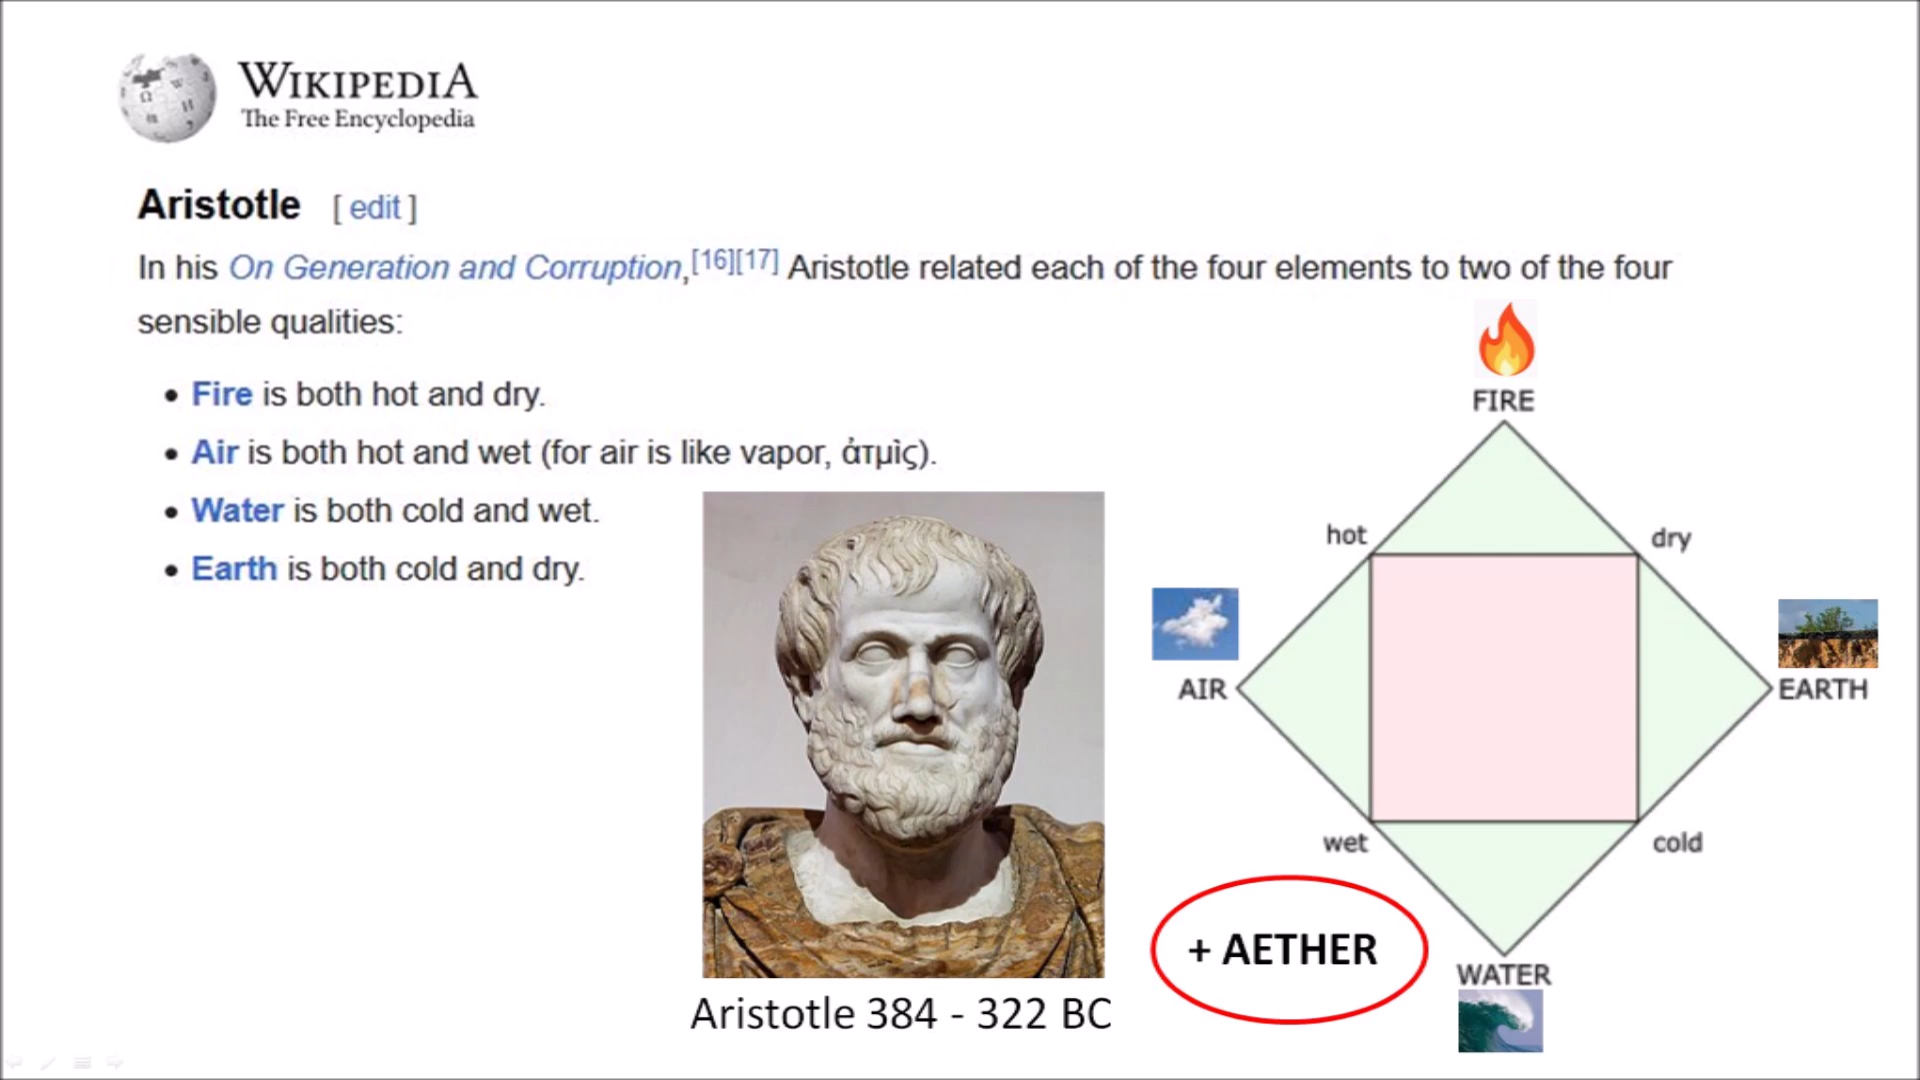 WIKIPEDIA
The Free Encyclopedia
Aristotle [ edit ]
In his On Generation and Corruption,[16][17] Aristotle related each of the four elements to two of the four
sensible qualities:
• Fire is both hot and dry.
• Air is both hot and wet (for air is like vapor, ἀτμὶς).
• Water is both cold and wet.
• Earth is both cold and dry.
Aristotle 384 - 322 BC
FIRE
hot
dry
AIR
EARTH
wet
cold
+ AETHER
WATER